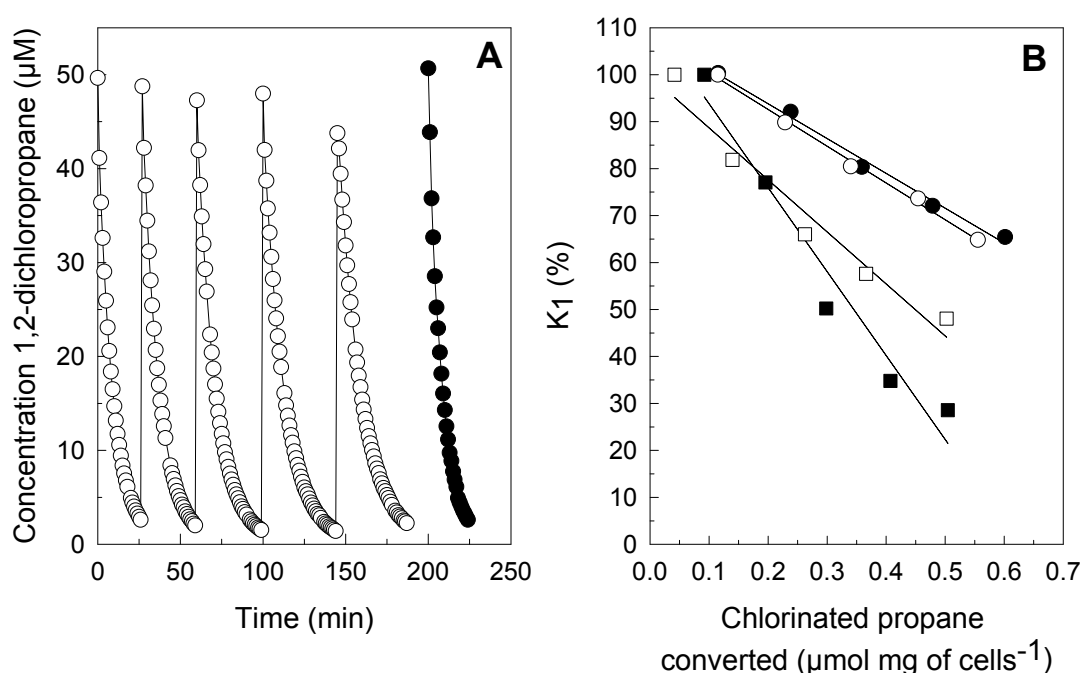 A
Concentration 1,2-dichloropropane (µM)
50
40
30
20
10
0
0 50 100 150 200 250
Time (min)
B
K1 (%)
100
90
80
70
60
50
40
30
20
10
0
0.0 0.1 0.2 0.3 0.4 0.5 0.6 0.7
Chlorinated propane
converted (µmol mg of cells-1)